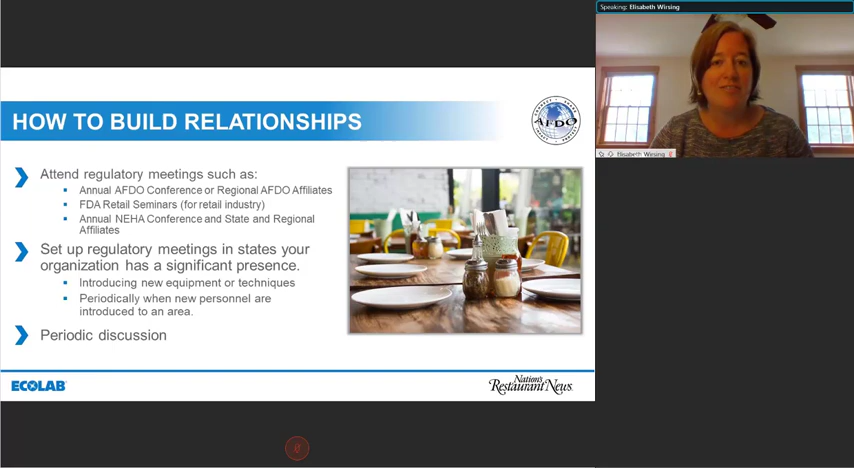 Speaking: Elisabeth Wirsing
HOW TO BUILD RELATIONSHIPS
AFDO
Attend regulatory meetings such as:
Annual AFDO Conference or Regional AFDO Affiliates
FDA Retail Seminars (for retail industry)
Annual NEHA Conference and State and Regional
Affiliates
Set up regulatory meetings in states your
organization has a significant presence.
Introducing new equipment or techniques
Periodically when new personnel are
introduced to an area.
Periodic discussion
ECOLAB
Nation's
Restaurant News
Elisabeth Wirsing